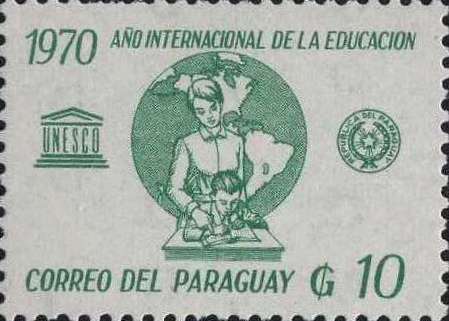 1970 AÑO INTERNACIONAL DE LA EDUCACION
UNESCO
REPUBLICA DEL PARAGUAY
CORREO DEL PARAGUAY ₲ 10